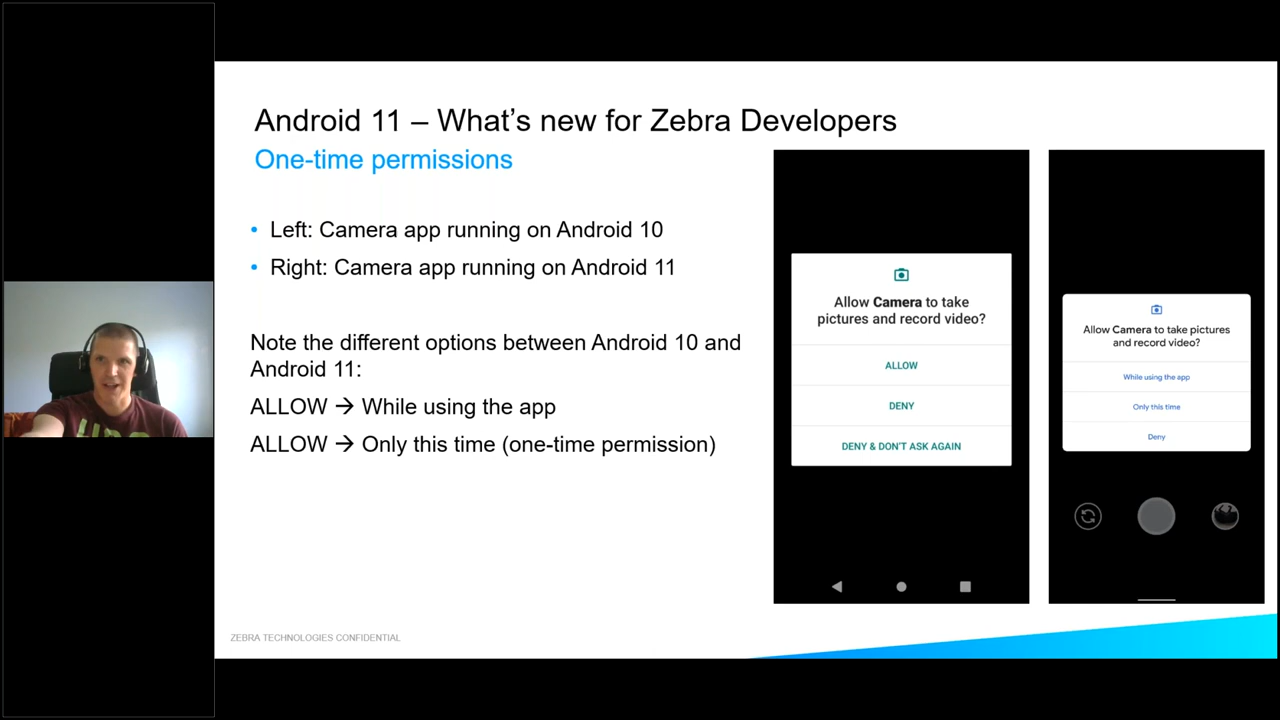 Android 11 – What's new for Zebra Developers
One-time permissions
• Left: Camera app running on Android 10
• Right: Camera app running on Android 11
Note the different options between Android 10 and
Android 11:
ALLOW → While using the app
ALLOW → Only this time (one-time permission)
Allow Camera to take
pictures and record video?
ALLOW
DENY
DENY & DON'T ASK AGAIN
Allow Camera to take pictures
and record video?
While using the app
Only this time
Deny
ZEBRA TECHNOLOGIES CONFIDENTIAL